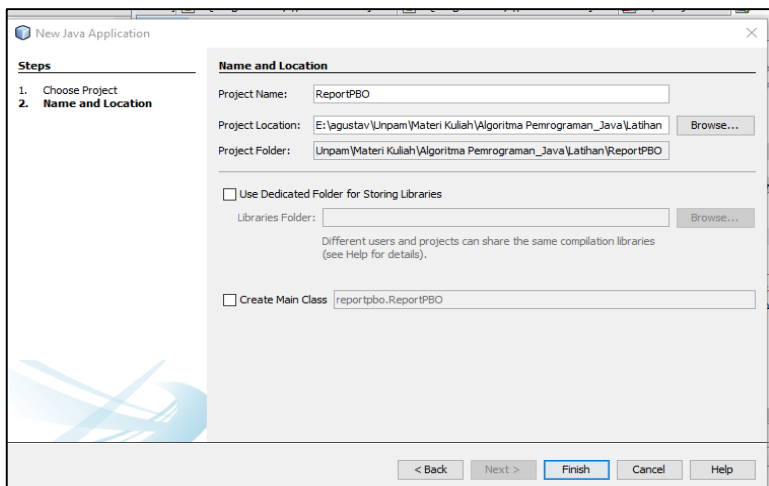 New Java Application
Steps
1. Choose Project
2. Name and Location
Name and Location
Project Name: ReportPBO
Project Location: E:\agustav\Unpam\Materi Kuliah\Algoritma Pemrograman_Java\Latihan Browse...
Project Folder: Unpam\Materi Kuliah\Algoritma Pemrograman_Java\Latihan\ReportPBO
Use Dedicated Folder for Storing Libraries
Libraries Folder: Browse...
Different users and projects can share the same compilation libraries
(see Help for details).
Create Main Class reportpbo.ReportPBO
< Back Next > Finish Cancel Help